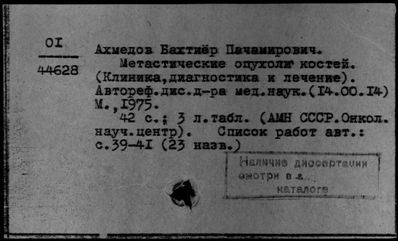 01
44628
Ахмедов Бахтиёр Пачамирович.
Метастические опухоли костей.
(Клиника,диагностика и лечение).
Автореф.дис.д-ра мед.наук.(14.00.14)
М.,1975.
42 с.; 3 л.табл. (АМН СССР.Онкол.
науч.центр). Список работ авт.:
с.39-41 (23 назв.)
Наличие диссертации
смотри в
каталоге